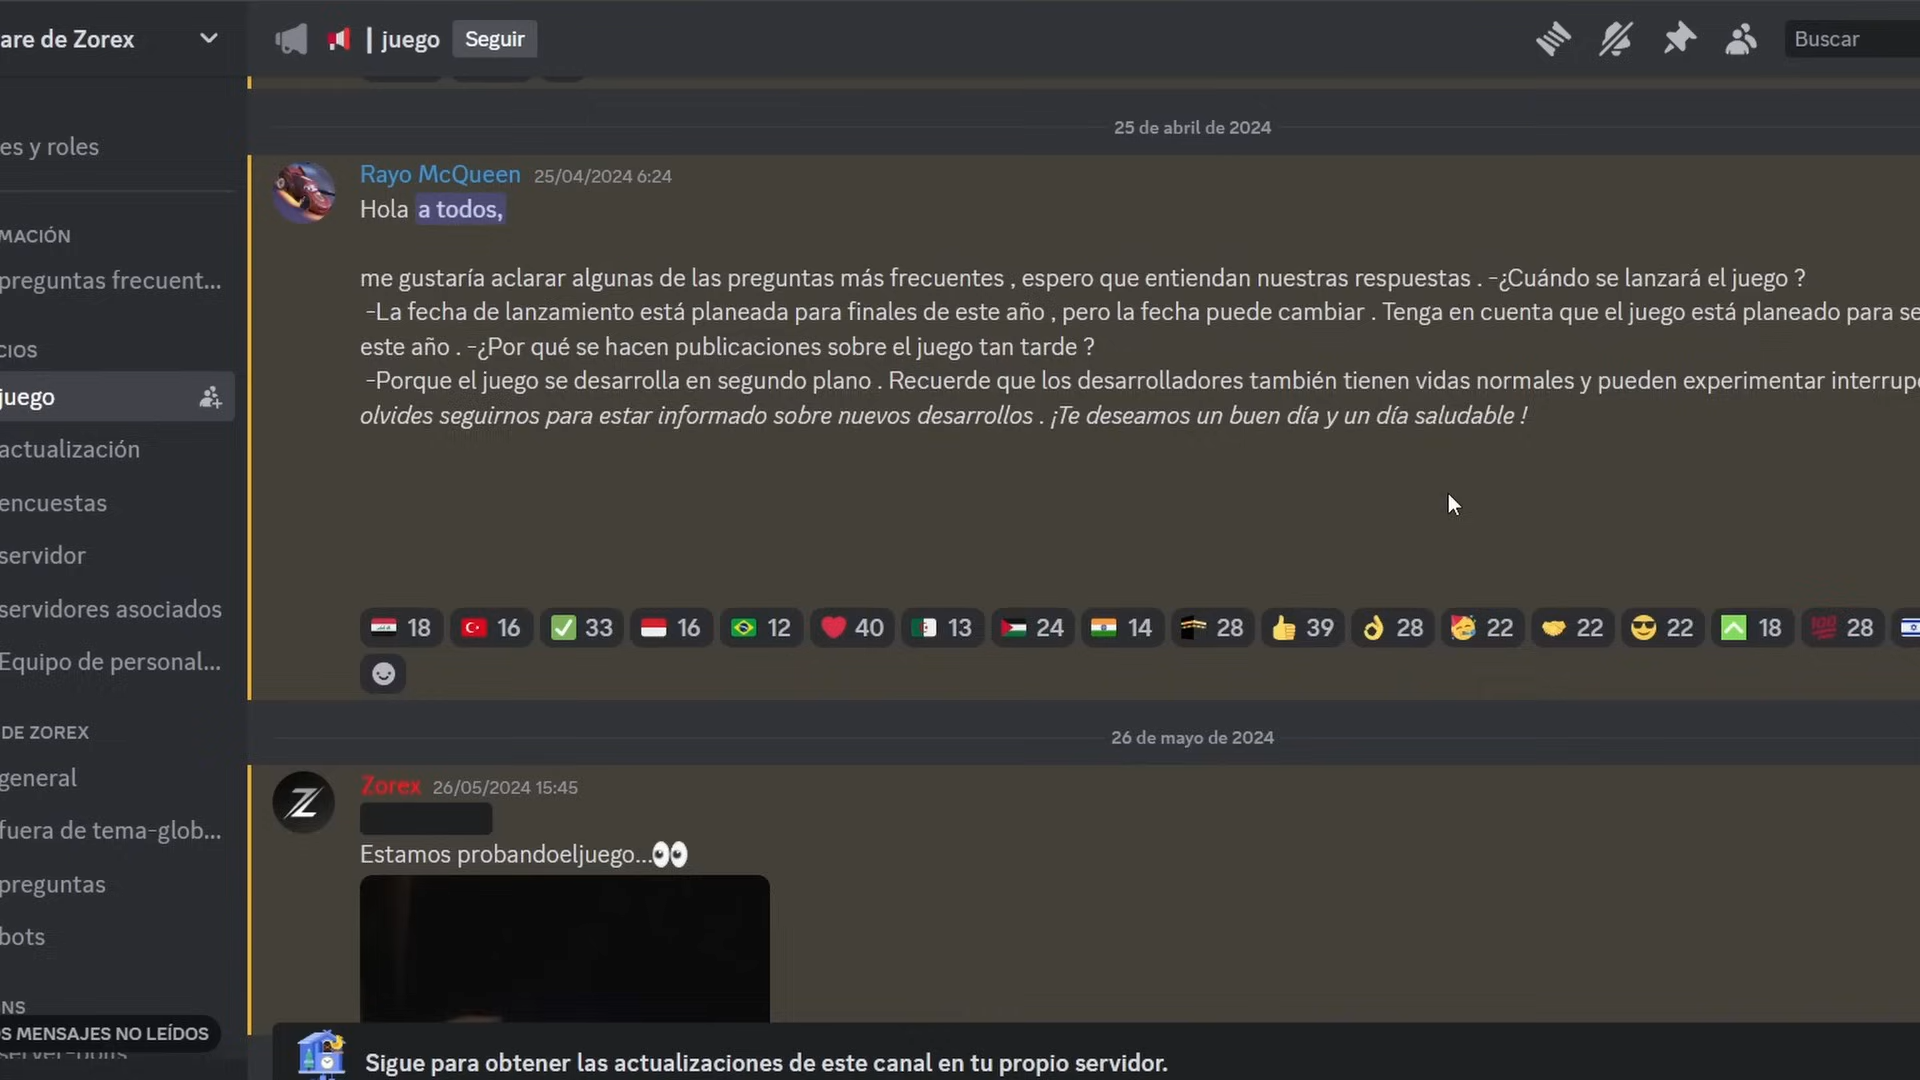 are de Zorex
| juego
Seguir
Buscar
es y roles
MACIÓN
preguntas frecuent...
CIOS
juego
actualización
encuestas
servidor
servidores asociados
Equipo de personal...
DE ZOREX
general
fuera de tema-glob...
preguntas
bots
NS
S MENSAJES NO LEÍDOS
25 de abril de 2024
Rayo McQueen 25/04/2024 6:24
Hola a todos,
me gustaría aclarar algunas de las preguntas más frecuentes , espero que entiendan nuestras respuestas . -¿Cuándo se lanzará el juego ?
-La fecha de lanzamiento está planeada para finales de este año , pero la fecha puede cambiar . Tenga en cuenta que el juego está planeado para se
este año . -¿Por qué se hacen publicaciones sobre el juego tan tarde ?
-Porque el juego se desarrolla en segundo plano . Recuerde que los desarrolladores también tienen vidas normales y pueden experimentar interrup
olvides seguirnos para estar informado sobre nuevos desarrollos . ¡Te deseamos un buen día y un día saludable !
18 16 33 16 12 40 13 24 14 28 39 28 22 22 22 18 100 28
26 de mayo de 2024
Zorex 26/05/2024 15:45
Estamos probandoeljuego...👀
Sigue para obtener las actualizaciones de este canal en tu propio servidor.